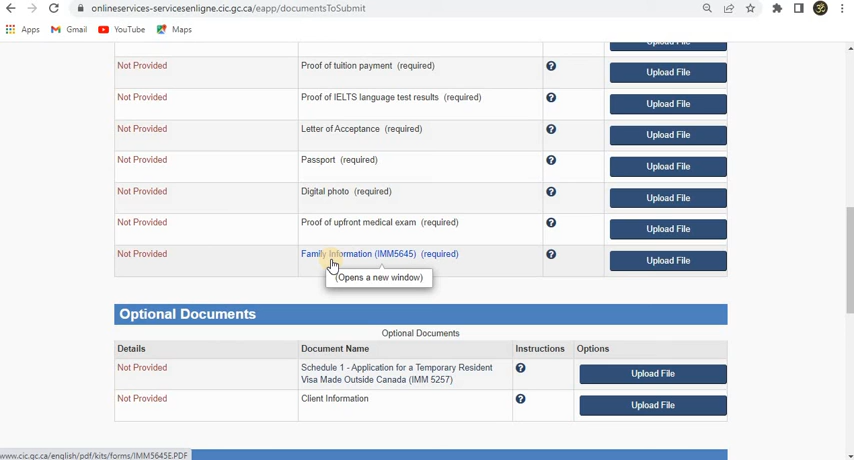 onlineservices-servicesenligne.cic.gc.ca/eapp/documentsToSubmit
Apps Gmail YouTube Maps
Upload File
Not Provided Proof of tuition payment (required) ? Upload File
Not Provided Proof of IELTS language test results (required) ? Upload File
Not Provided Letter of Acceptance (required) ? Upload File
Not Provided Passport (required) ? Upload File
Not Provided Digital photo (required) ? Upload File
Not Provided Proof of upfront medical exam (required) ? Upload File
Not Provided Family Information (IMM5645) (required) ? Upload File
(Opens a new window)
Optional Documents
Optional Documents
Details Document Name Instructions Options
Not Provided Schedule 1 - Application for a Temporary Resident ? Upload File
Visa Made Outside Canada (IMM 5257)
Not Provided Client Information ? Upload File
www.cic.gc.ca/english/pdf/kits/forms/IMM5645E.PDF